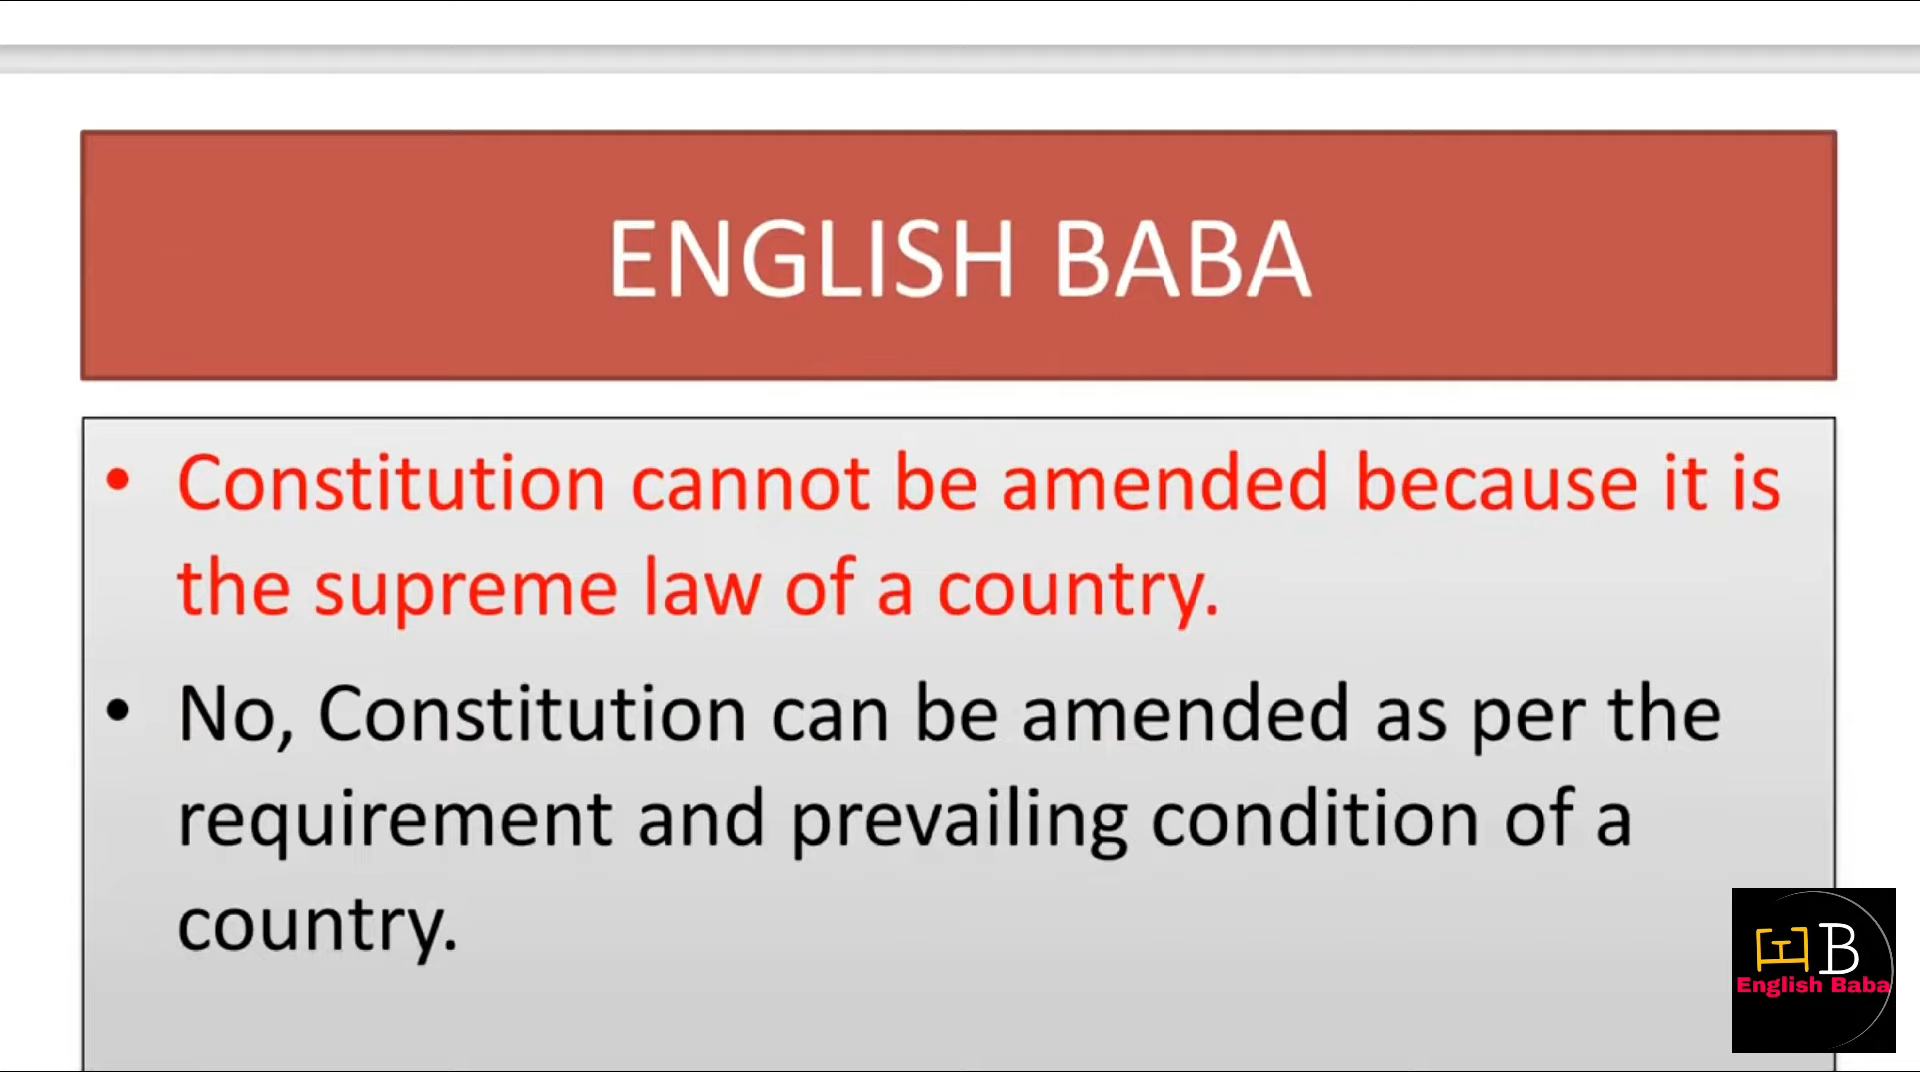 ENGLISH BABA
• Constitution cannot be amended because it is
the supreme law of a country.
• No, Constitution can be amended as per the
requirement and prevailing condition of a
country.
EB
English Baba